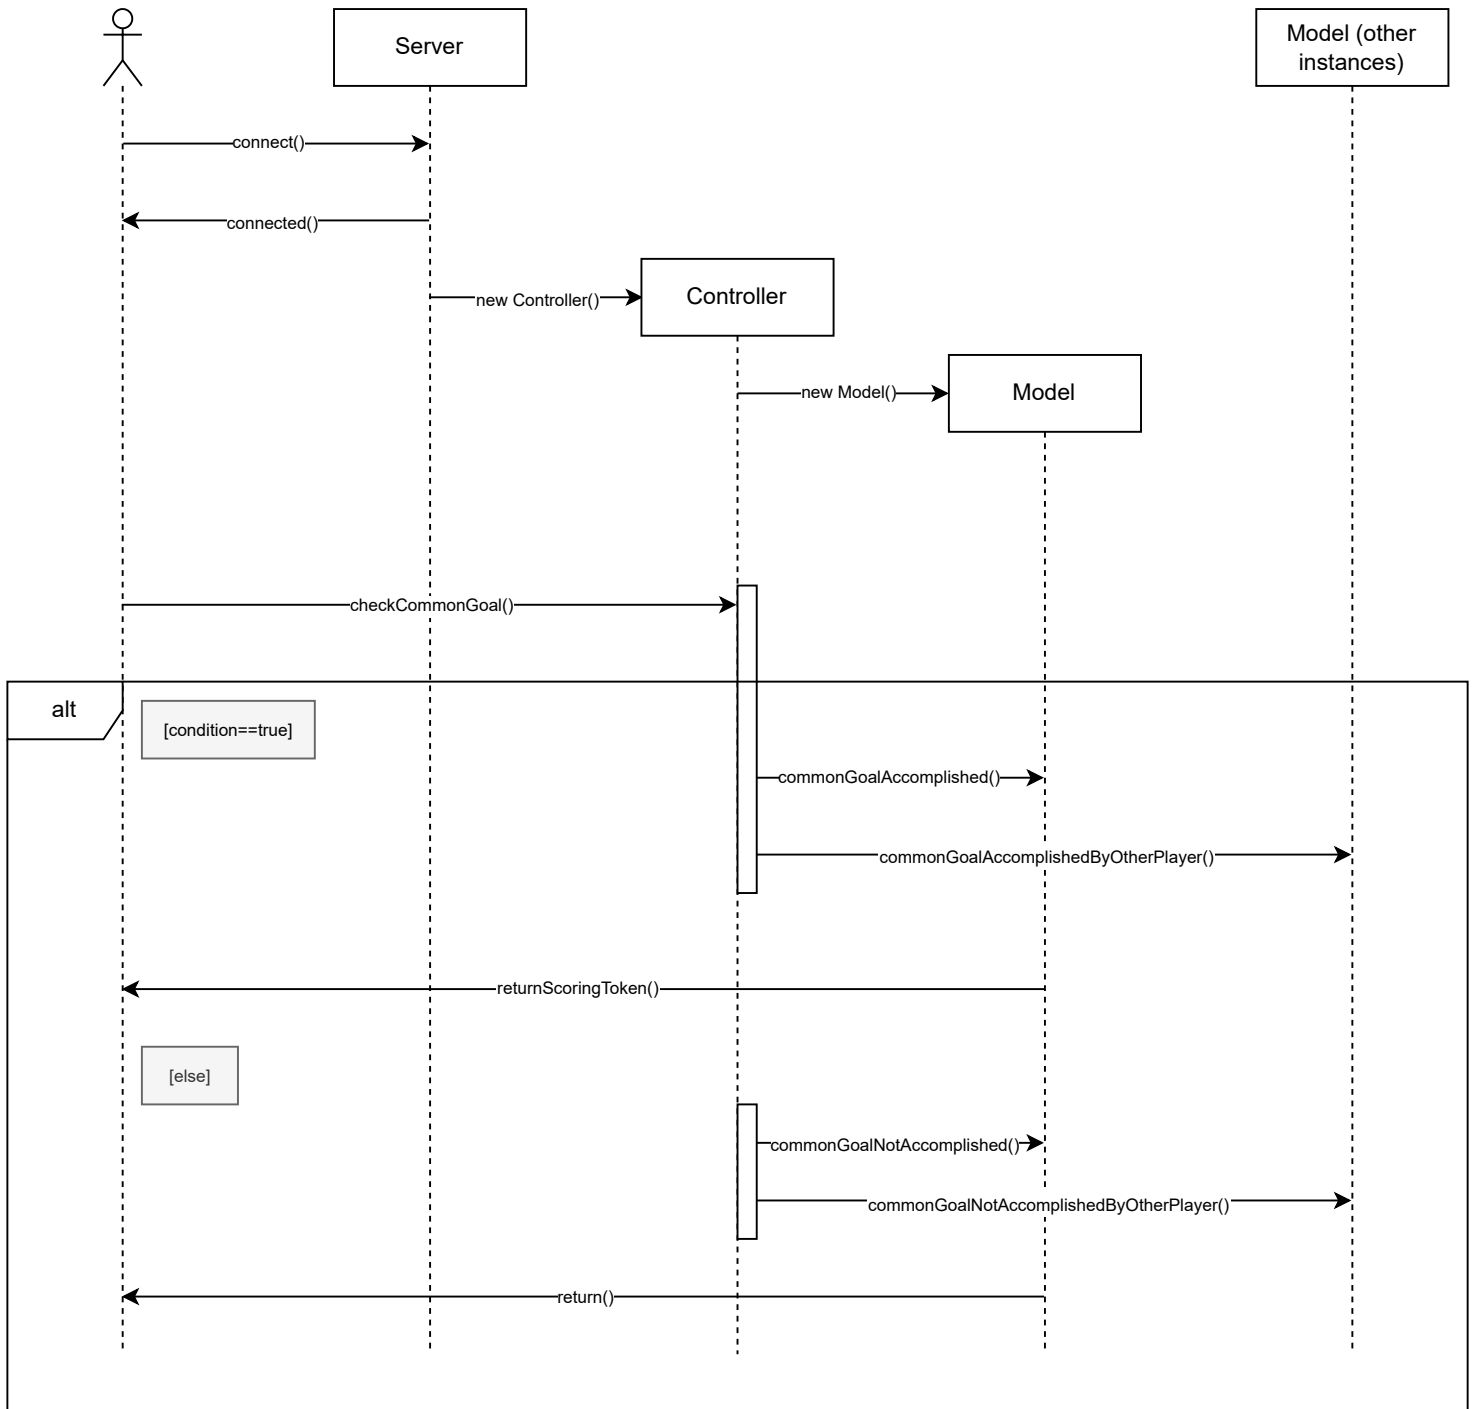 Server
Model (other
instances)
connect()
connected()
new Controller()
Controller
new Model()
Model
checkCommonGoal()
alt
[condition==true]
commonGoalAccomplished()
commonGoalAccomplishedByOtherPlayer()
returnScoringToken()
[else]
commonGoalNotAccomplished()
commonGoalNotAccomplishedByOtherPlayer()
return()